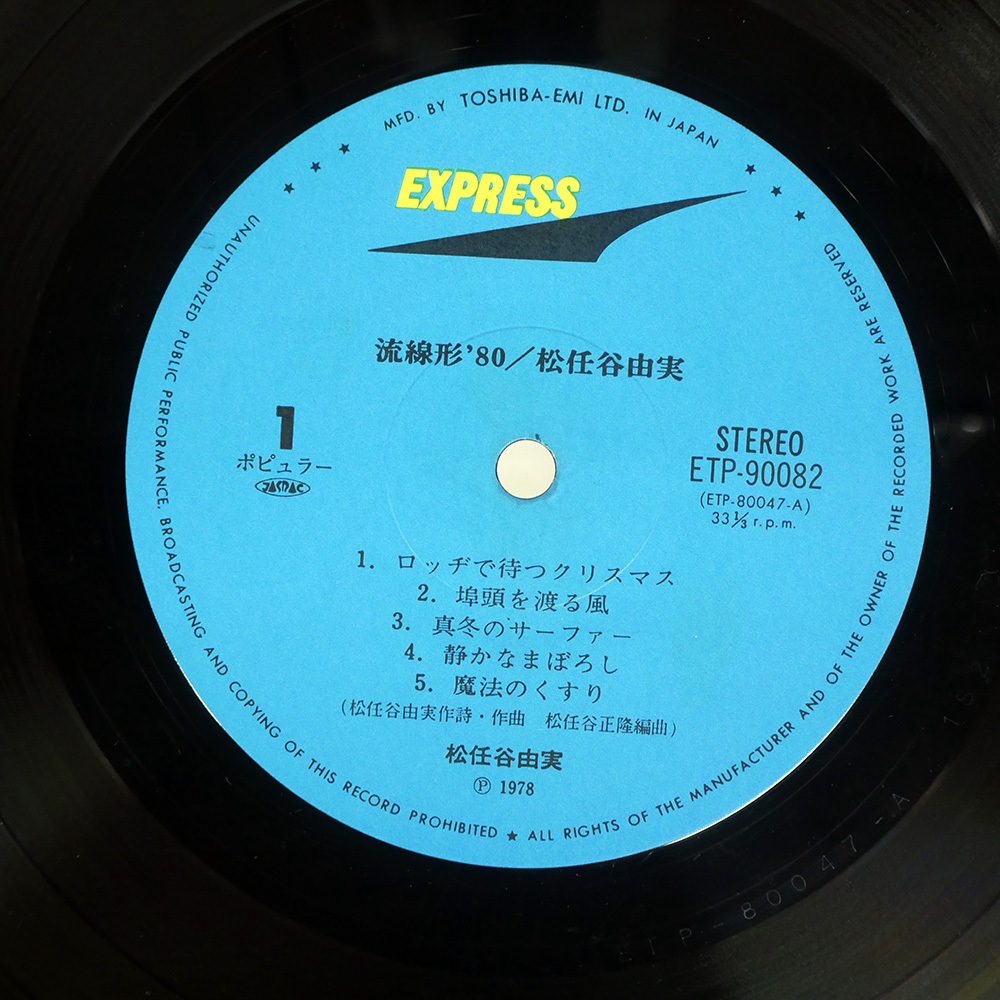 MFD. BY TOSHIBA-EMI LTD. IN JAPAN
★ ★ ★
★ ★ ★
EXPRESS
流線形'80／松任谷由実
1
ポピュラー
JASRAC
STEREO
ETP-90082
(ETP-80047-A)
33 1/3 r.p.m.
1. ロッヂで待つクリスマス
2. 埠頭を渡る風
3. 真冬のサーファー
4. 静かなまぼろし
5. 魔法のくすり
(松任谷由実作詩・作曲 松任谷正隆編曲)
松任谷由実
Ⓟ 1978
UNAUTHORIZED PUBLIC PERFORMANCE, BROADCASTING AND COPYING OF THIS RECORD PROHIBITED ★ ALL RIGHTS OF THE MANUFACTURER AND OF THE OWNER OF THE RECORDED WORK ARE RESERVED
ETP-80047-A